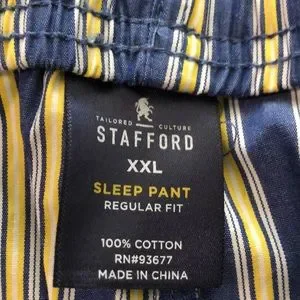 TAILORED CULTURE
STAFFORD
XXL
SLEEP PANT
REGULAR FIT
100% COTTON
RN#93677
MADE IN CHINA